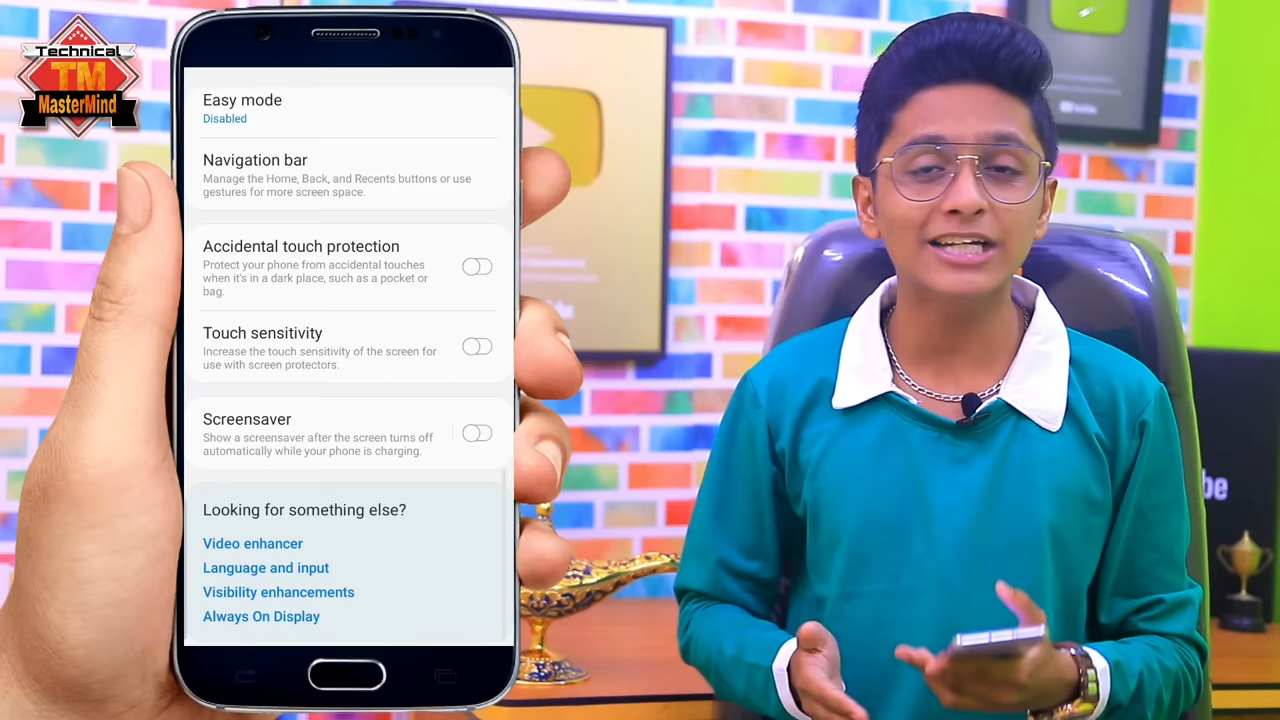 Technical
TM
MasterMind
Easy mode
Disabled
Navigation bar
Manage the Home, Back, and Recents buttons or use
gestures for more screen space.
Accidental touch protection
Protect your phone from accidental touches
when it's in a dark place, such as a pocket or
bag.
Touch sensitivity
Increase the touch sensitivity of the screen for
use with screen protectors.
Screensaver
Show a screensaver after the screen turns off
automatically while your phone is charging.
Looking for something else?
Video enhancer
Language and input
Visibility enhancements
Always On Display
be